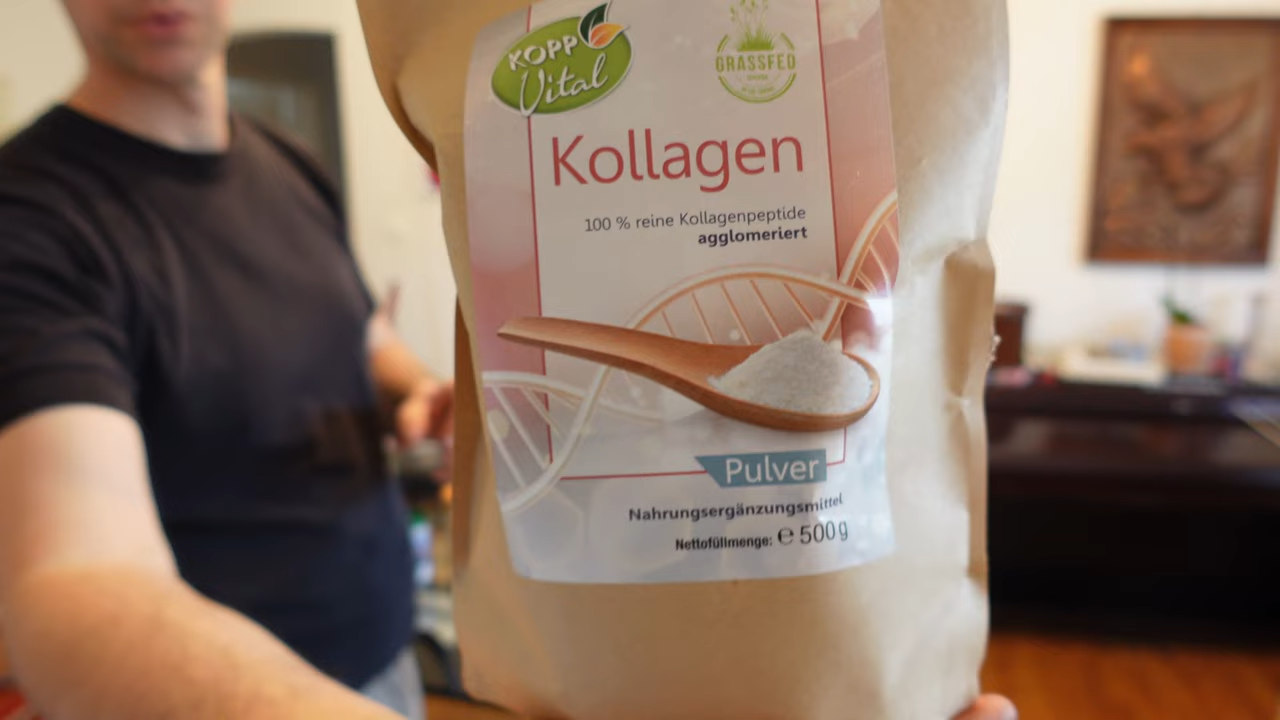 KOPP
Vital
GRASSFED
Kollagen
100 % reine Kollagenpeptide
agglomeriert
Pulver
Nahrungsergänzungsmittel
Nettofüllmenge: ℮ 500 g